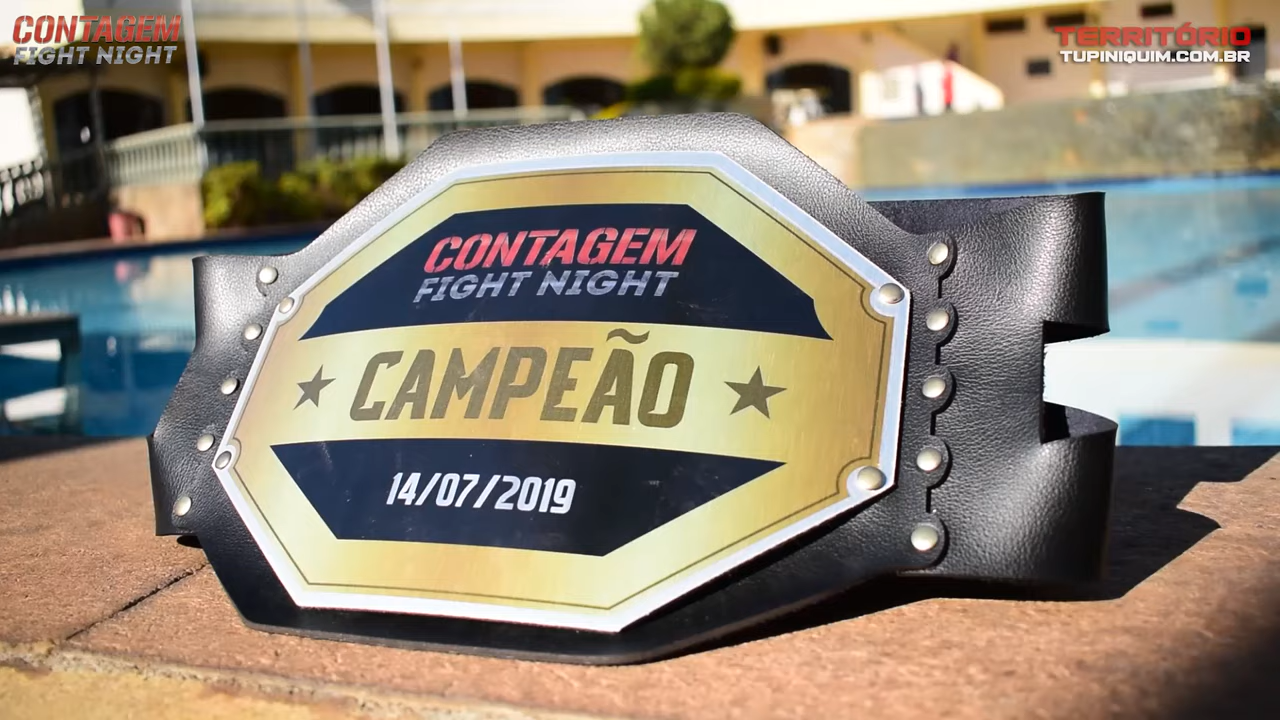 CONTAGEM
FIGHT NIGHT
TERRITÓRIO
TUPINIQUIM.COM.BR
CONTAGEM
FIGHT NIGHT
CAMPEÃO
14/07/2019